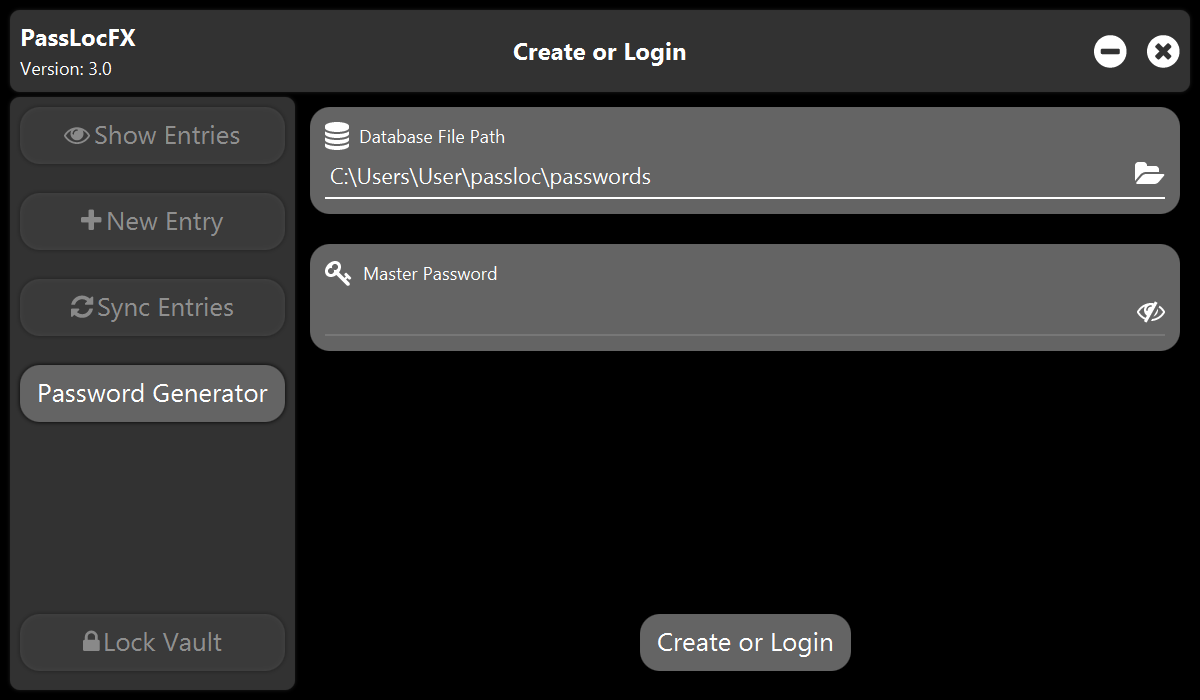 PassLocFX
Version: 3.0
Create or Login
Show Entries
New Entry
Sync Entries
Password Generator
Lock Vault
Database File Path
C:\Users\User\passloc\passwords
Master Password
Create or Login